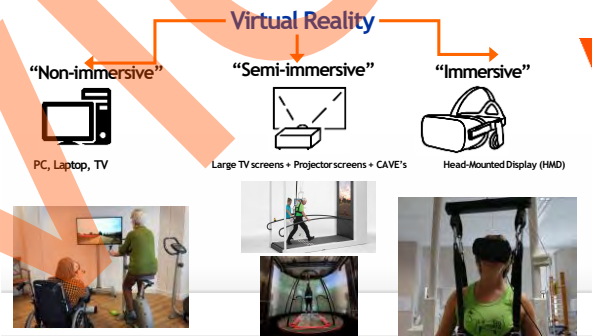 Virtual Reality
“Non-immersive”
“Semi-immersive”
“Immersive”
PC, Laptop, TV
Large TV screens + Projector screens + CAVE’s
Head-Mounted Display (HMD)